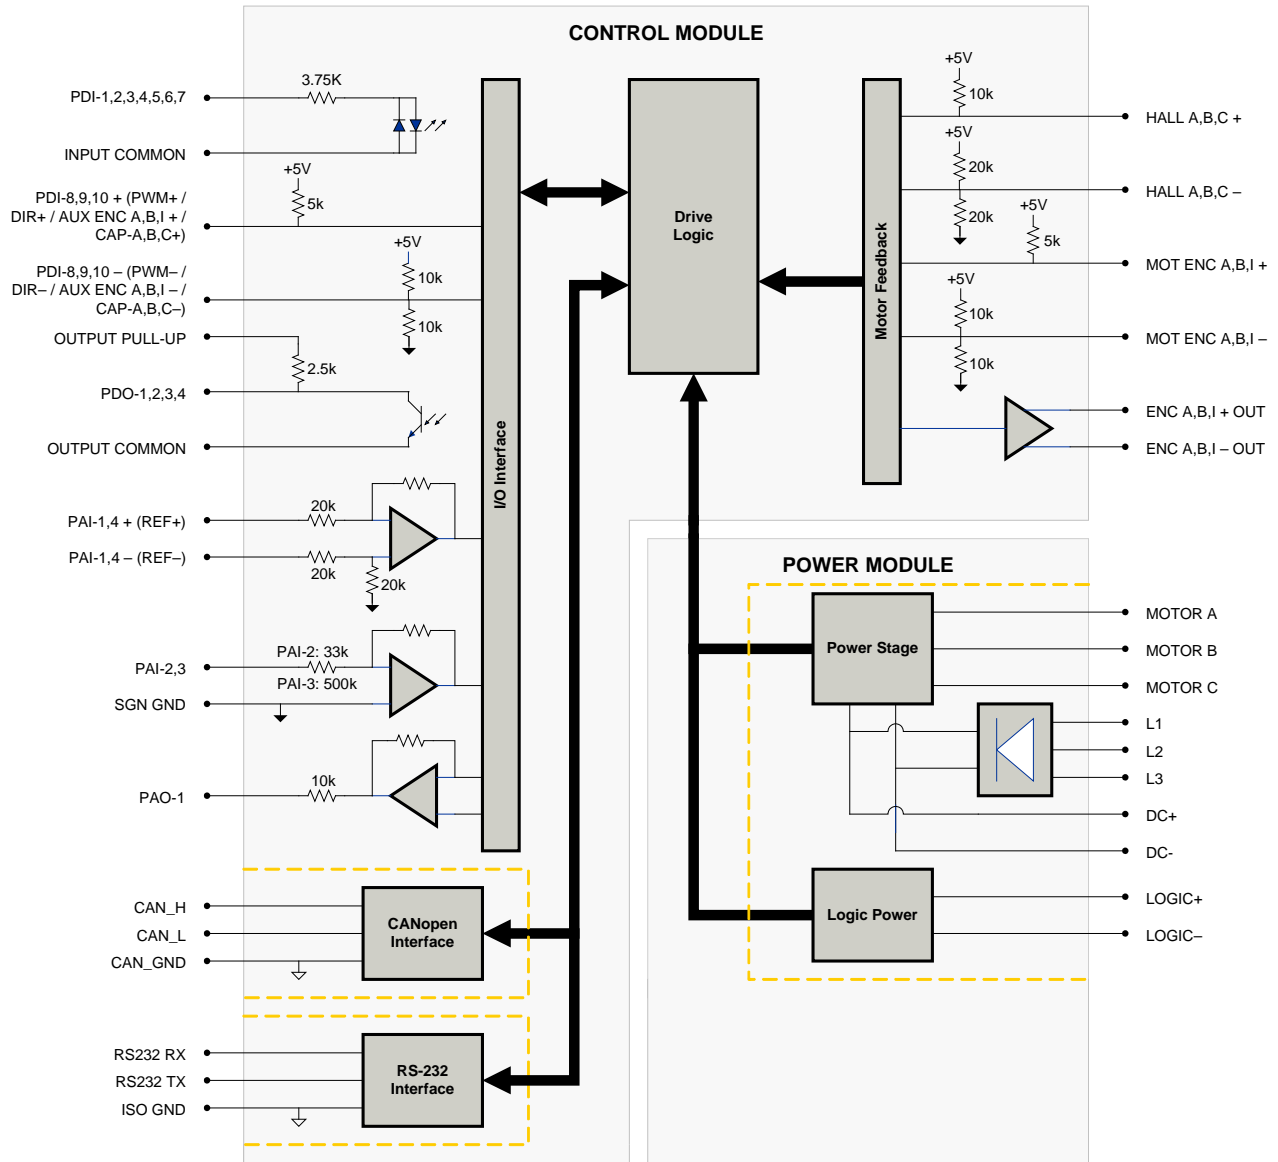 CONTROL MODULE
3.75K
PDI-1,2,3,4,5,6,7
INPUT COMMON
+5V
5k
PDI-8,9,10 + (PWM+ /
DIR+ / AUX ENC A,B,I + /
CAP-A,B,C+)
+5V
10k
10k
PDI-8,9,10 – (PWM– /
DIR– / AUX ENC A,B,I – /
CAP-A,B,C–)
OUTPUT PULL-UP
2.5k
PDO-1,2,3,4
OUTPUT COMMON
20k
PAI-1,4 + (REF+)
PAI-1,4 – (REF–)
20k
20k
PAI-2: 33k
PAI-2,3
PAI-3: 500k
SGN GND
10k
PAO-1
I/O Interface
Drive
Logic
Motor Feedback
+5V
10k
HALL A,B,C +
+5V
20k
HALL A,B,C –
20k
+5V
5k
MOT ENC A,B,I +
+5V
10k
MOT ENC A,B,I –
10k
ENC A,B,I + OUT
ENC A,B,I – OUT
POWER MODULE
Power Stage
MOTOR A
MOTOR B
MOTOR C
L1
L2
L3
DC+
DC-
Logic Power
LOGIC+
LOGIC–
CAN_H
CAN_L
CAN_GND
CANopen
Interface
RS232 RX
RS232 TX
ISO GND
RS-232
Interface